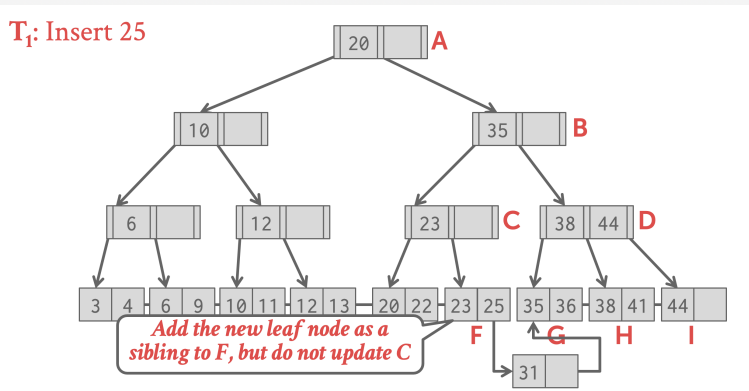 T1: Insert 25
20 A
10 35 B
6 12 23 C 38 44 D
3 4 6 9 10 11 12 13 20 22 23 25 35 36 38 41 44
Add the new leaf node as a
sibling to F, but do not update C
F G H I
31